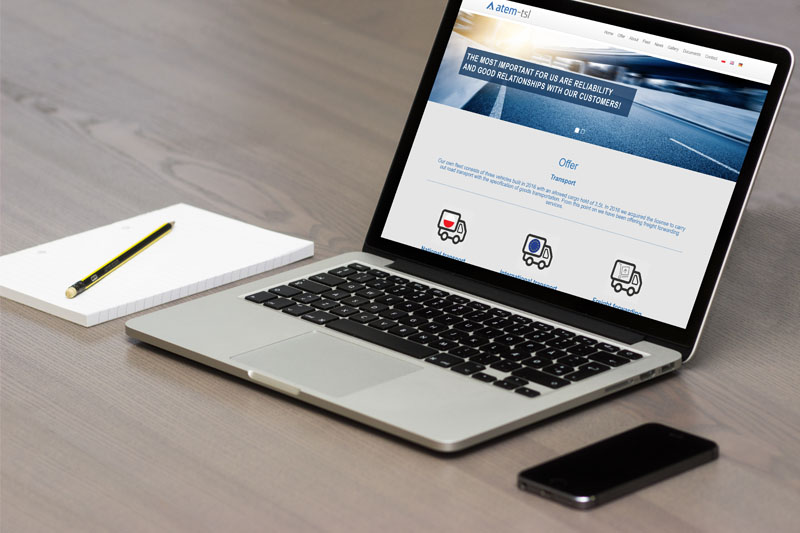 atem-tsl
Home Offer About Fleet News Gallery Documents Contact
THE MOST IMPORTANT FOR US ARE RELIABILITY
AND GOOD RELATIONSHIPS WITH OUR CUSTOMERS!
Offer
Transport
Our own fleet consists of three vehicles built in 2016 with an allowed cargo hold of 3,5t. In 2016 we acquired the license to carry
out road transport with the specification of goods transportation. From this point on we have been offering freight forwarding
services.
National transport
International transport
Freight forwarding